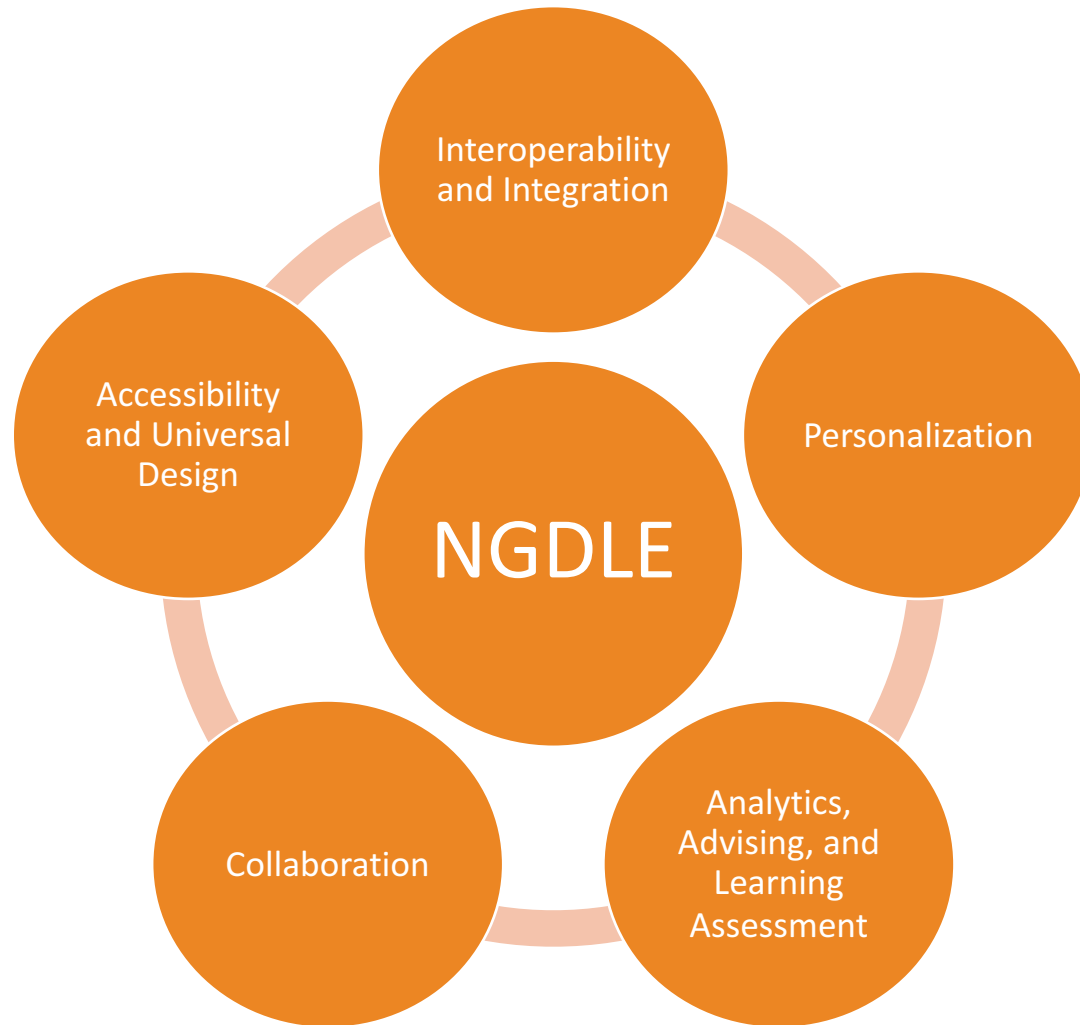 Interoperability
and Integration
Personalization
Analytics,
Advising, and
Learning
Assessment
Collaboration
Accessibility
and Universal
Design
NGDLE